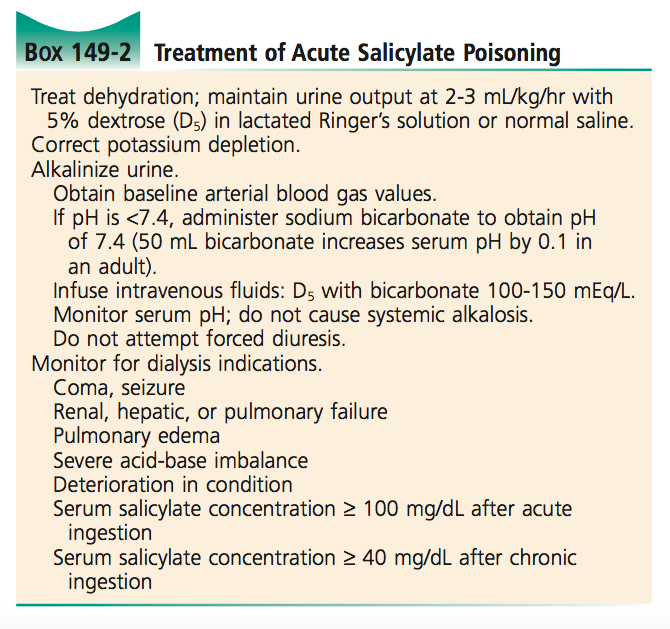 BOX 149-2 Treatment of Acute Salicylate Poisoning
Treat dehydration; maintain urine output at 2-3 mL/kg/hr with
5% dextrose (D₅) in lactated Ringer's solution or normal saline.
Correct potassium depletion.
Alkalinize urine.
Obtain baseline arterial blood gas values.
If pH is <7.4, administer sodium bicarbonate to obtain pH
of 7.4 (50 mL bicarbonate increases serum pH by 0.1 in
an adult).
Infuse intravenous fluids: D₅ with bicarbonate 100-150 mEq/L.
Monitor serum pH; do not cause systemic alkalosis.
Do not attempt forced diuresis.
Monitor for dialysis indications.
Coma, seizure
Renal, hepatic, or pulmonary failure
Pulmonary edema
Severe acid-base imbalance
Deterioration in condition
Serum salicylate concentration ≥ 100 mg/dL after acute
ingestion
Serum salicylate concentration ≥ 40 mg/dL after chronic
ingestion